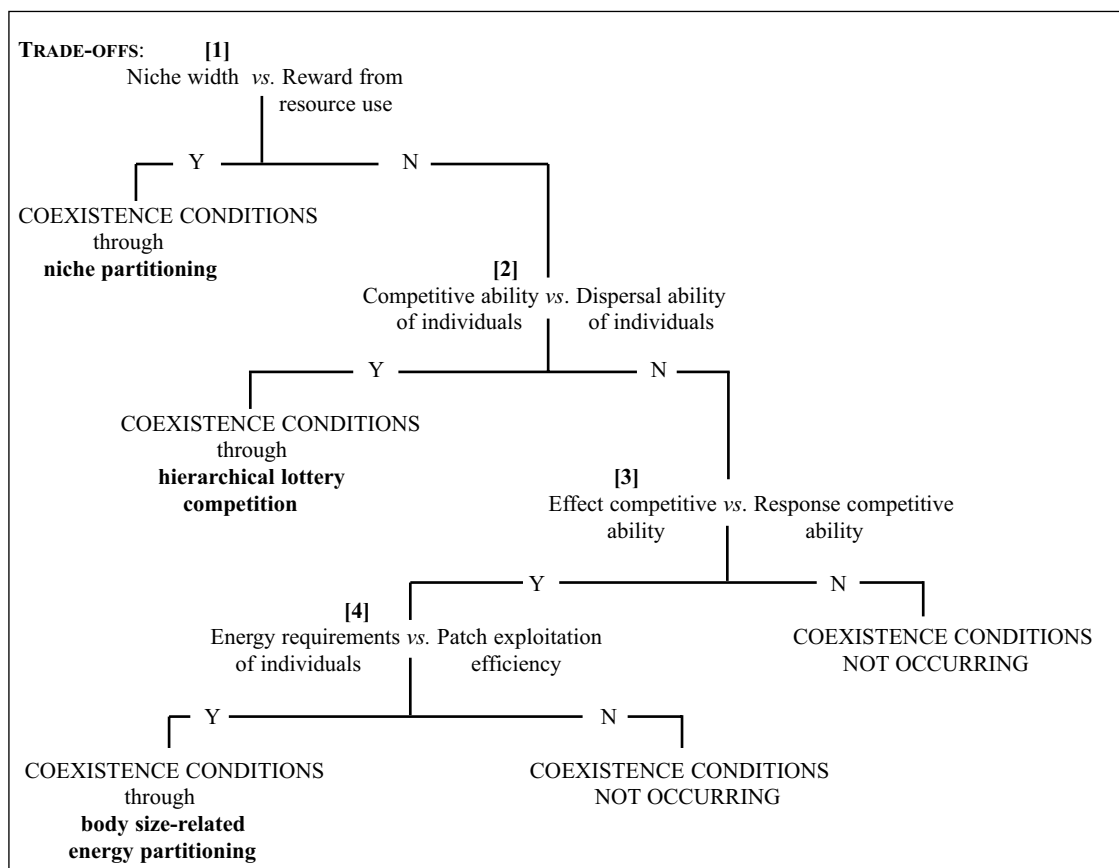 TRADE-OFFS: [1]
Niche width vs. Reward from
resource use
Y N
COEXISTENCE CONDITIONS
through
niche partitioning
[2]
Competitive ability vs. Dispersal ability
of individuals of individuals
Y N
COEXISTENCE CONDITIONS
through
hierarchical lottery
competition
[3]
Effect competitive vs. Response competitive
ability ability
Y N
COEXISTENCE CONDITIONS
NOT OCCURRING
[4]
Energy requirements vs. Patch exploitation
of individuals efficiency
Y N
COEXISTENCE CONDITIONS
through
body size-related
energy partitioning
COEXISTENCE CONDITIONS
NOT OCCURRING